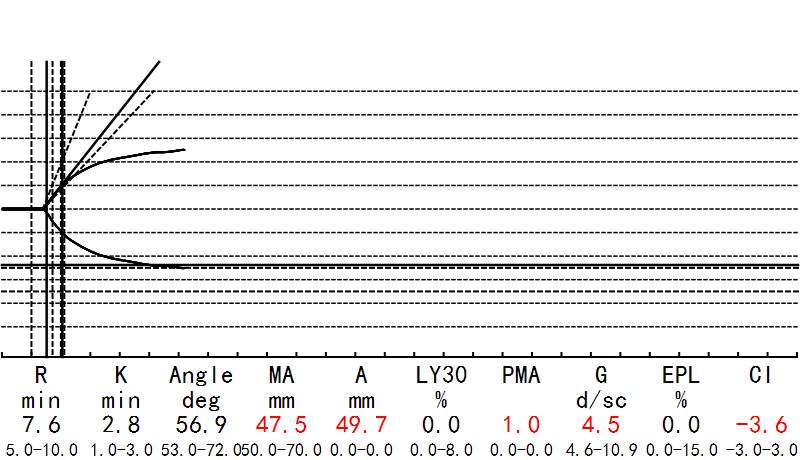 R K Angle MA A LY30 PMA G EPL CI
min min deg mm mm % d/sc %
7.6 2.8 56.9 47.5 49.7 0.0 1.0 4.5 0.0 -3.6
5.0-10.0 1.0-3.0 53.0-72.0 50.0-70.0 0.0-0.0 0.0-8.0 0.0-0.0 4.6-10.9 0.0-15.0 -3.0-3.0